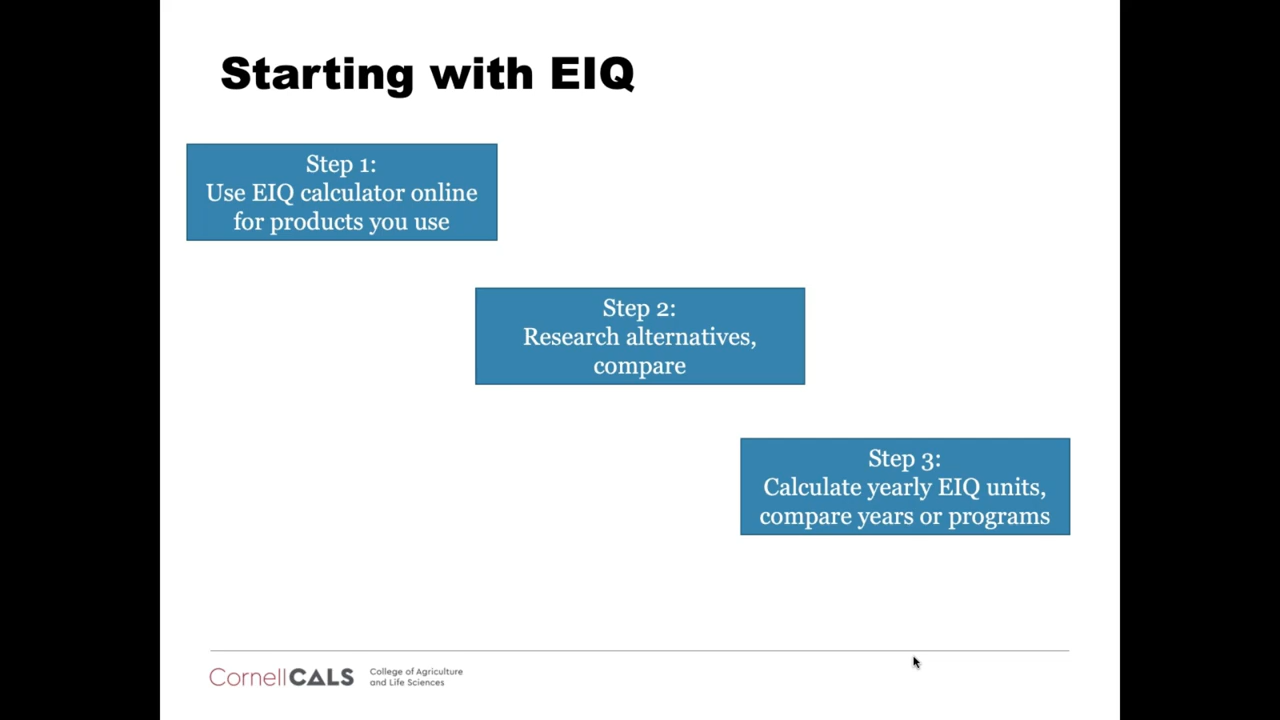 Starting with EIQ
Step 1:
Use EIQ calculator online
for products you use
Step 2:
Research alternatives,
compare
Step 3:
Calculate yearly EIQ units,
compare years or programs
CornellCALS
College of Agriculture
and Life Sciences